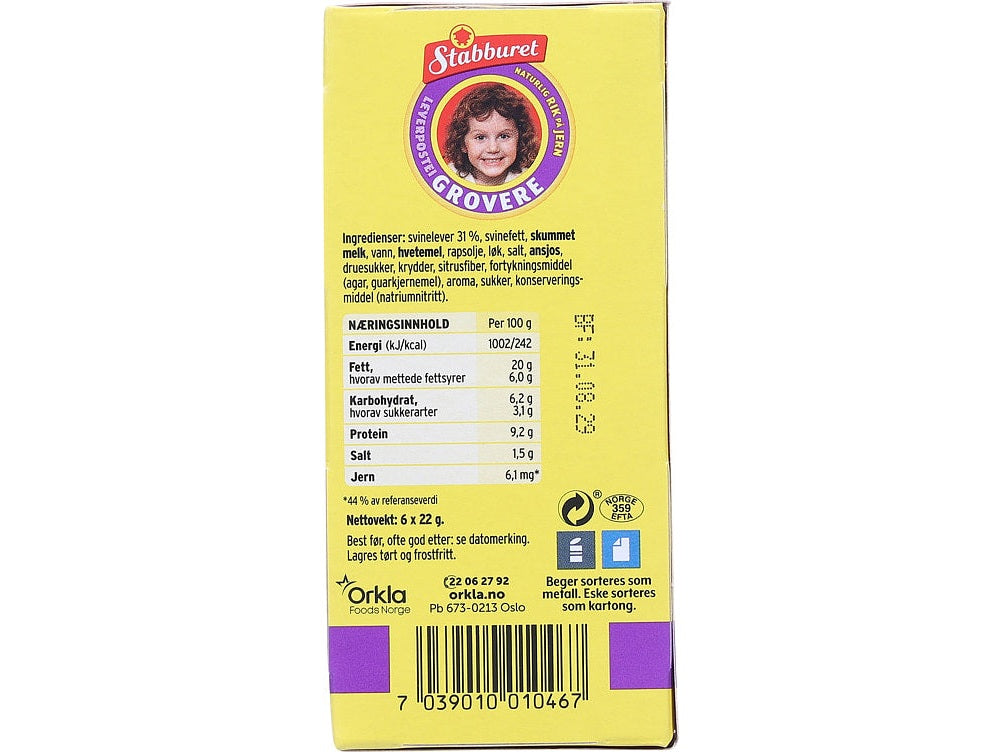 Stabburet
LEVERPOSTEI
NATURLIG RIK PÅ JERN
GROVERE
Ingredienser: svinelever 31 %, svinefett, skummet
melk, vann, hvetemel, rapsolje, løk, salt, ansjos,
druesukker, krydder, sitrusfiber, fortykningsmiddel
(agar, guarkjernemel), aroma, sukker, konserverings-
middel (natriumnitritt).
NÆRINGSINNHOLD Per 100 g
Energi (kJ/kcal) 1002/242
Fett, 20 g
hvorav mettede fettsyrer 6,0 g
Karbohydrat, 6,2 g
hvorav sukkerarter 3,1 g
Protein 9,2 g
Salt 1,5 g
Jern 6,1 mg*
*44 % av referanseverdi
Nettovekt: 6 x 22 g.
Best før, ofte god etter: se datomerking.
Lagres tørt og frostfritt.
®
NORGE
359
EFTA
Orkla
Foods Norge
22 06 27 92
orkla.no
Pb 673-0213 Oslo
Beger sorteres som
metall. Eske sorteres
som kartong.
7 039010 010467